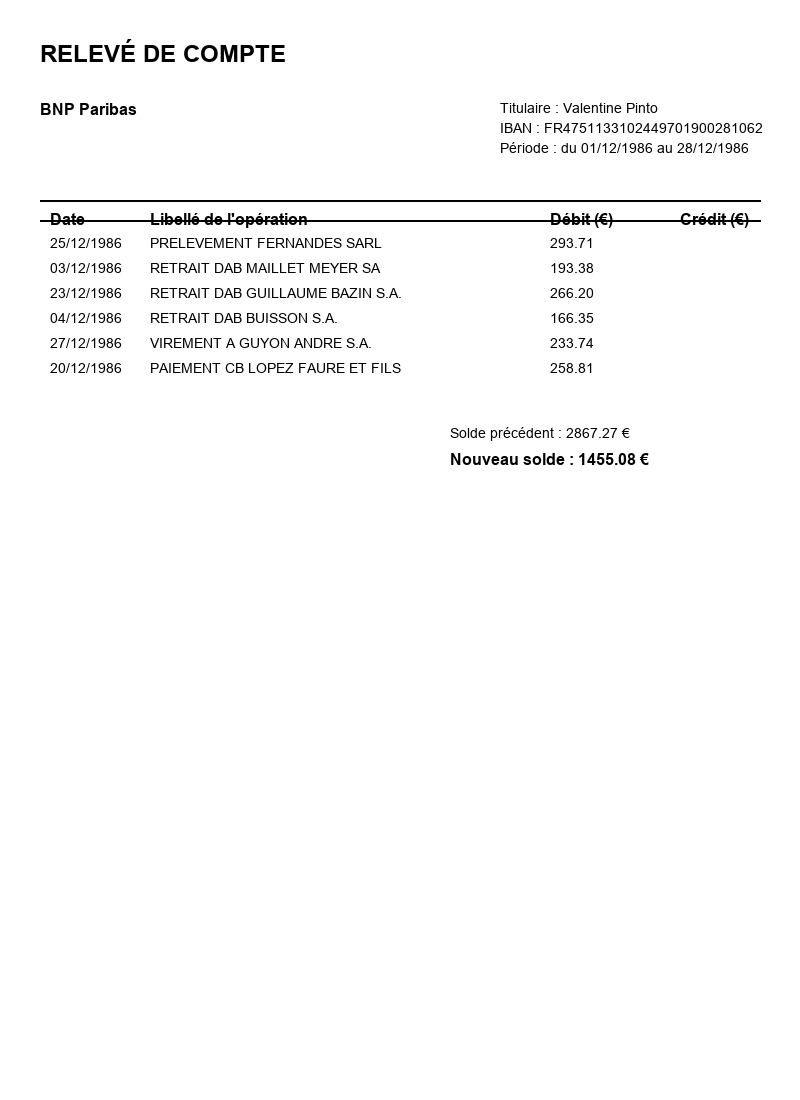 RELEVÉ DE COMPTE
BNP Paribas
Titulaire : Valentine Pinto
IBAN : FR4751133102449701900281062
Période : du 01/12/1986 au 28/12/1986
Date Libellé de l'opération Débit (€) Crédit (€)
25/12/1986 PRELEVEMENT FERNANDES SARL 293.71
03/12/1986 RETRAIT DAB MAILLET MEYER SA 193.38
23/12/1986 RETRAIT DAB GUILLAUME BAZIN S.A. 266.20
04/12/1986 RETRAIT DAB BUISSON S.A. 166.35
27/12/1986 VIREMENT A GUYON ANDRE S.A. 233.74
20/12/1986 PAIEMENT CB LOPEZ FAURE ET FILS 258.81
Solde précédent : 2867.27 €
Nouveau solde : 1455.08 €